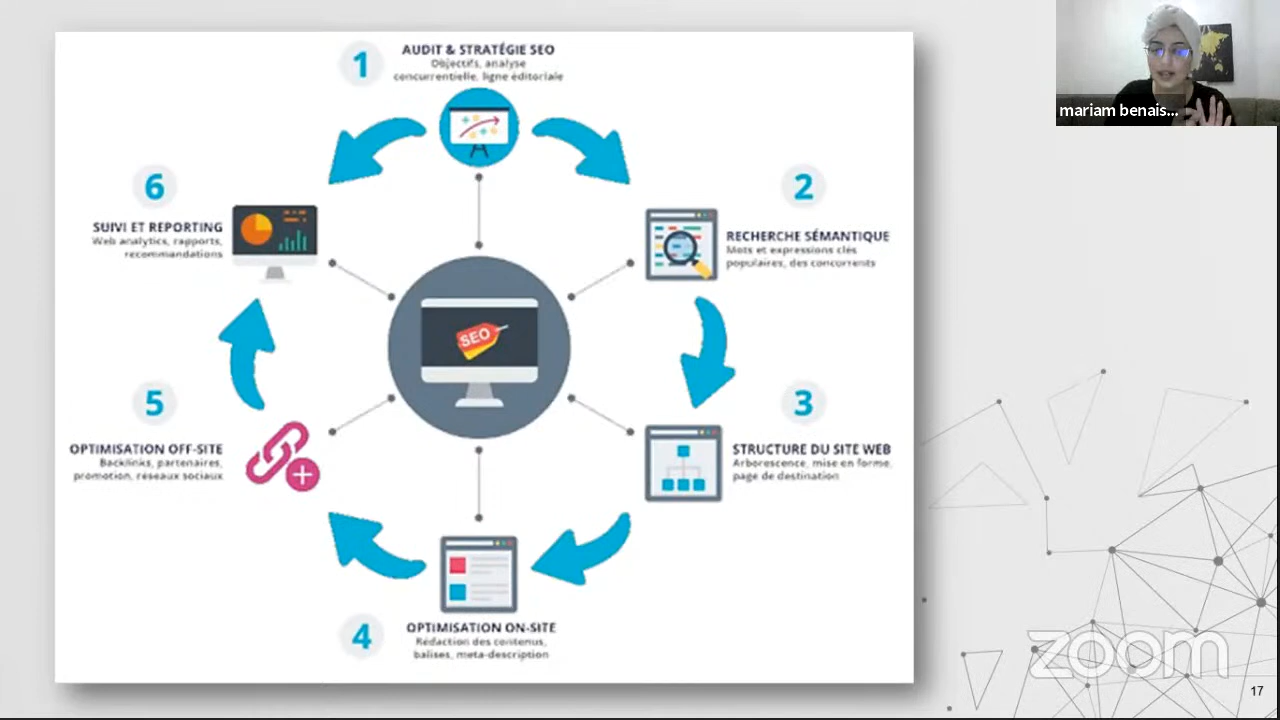 1
AUDIT & STRATÉGIE SEO
Objectifs, analyse
concurrentielle, ligne éditoriale
mariam benais...
2
RECHERCHE SÉMANTIQUE
Mots et expressions clés
populaires, des concurrents
6
SUIVI ET REPORTING
Web analytics, rapports,
recommandations
SEO
3
STRUCTURE DU SITE WEB
Arborescence, mise en forme,
page de destination
5
OPTIMISATION OFF-SITE
Backlinks, partenaires,
promotion, réseaux sociaux
4
OPTIMISATION ON-SITE
Rédaction des contenus,
balises, meta-description
zoom
17